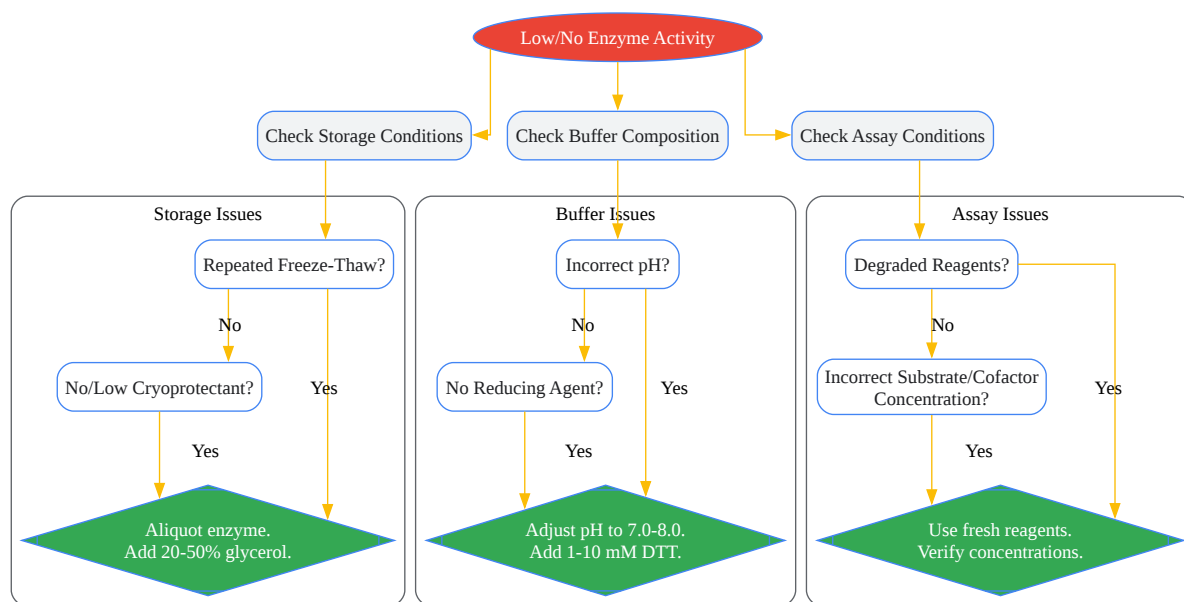 Low/No Enzyme Activity
Check Storage Conditions
Check Buffer Composition
Check Assay Conditions
Storage Issues
Buffer Issues
Assay Issues
Repeated Freeze-Thaw?
Incorrect pH?
Degraded Reagents?
No
No
No
No/Low Cryoprotectant?
Yes
No Reducing Agent?
Yes
Incorrect Substrate/Cofactor
Concentration?
Yes
Yes
Yes
Yes
Aliquot enzyme.
Add 20-50% glycerol.
Adjust pH to 7.0-8.0.
Add 1-10 mM DTT.
Use fresh reagents.
Verify concentrations.